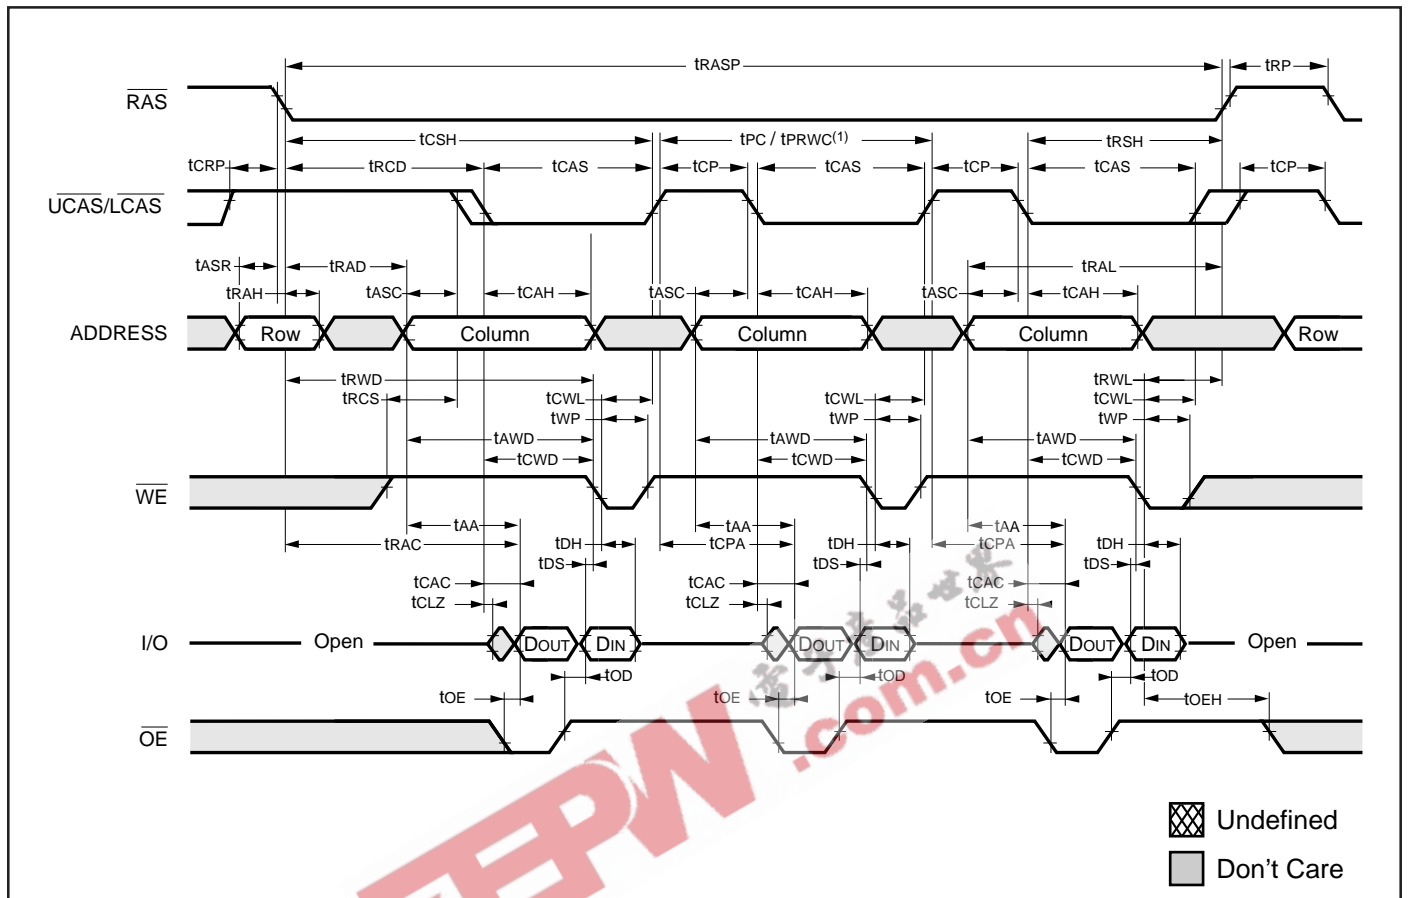 tRASP tRP
RAS
tCSH tPC / tPRWC(1) tRSH
tCRP tRCD tCAS tCP tCAS tCP tCAS tCP
UCAS/LCAS
tASR tRAD tRAL
tRAH tASC tCAH tASC tCAH tASC tCAH
ADDRESS Row Column Column Column Row
tRWD tRWL
tRCS tCWL tCWL tCWL
tWP tWP tWP
tAWD tAWD tAWD
tCWD tCWD tCWD
WE
tAA tAA tAA
tRAC tDH tCPA tDH tCPA tDH
tDS tDS tDS
tCAC tCAC tCAC
tCLZ tCLZ tCLZ
I/O Open DOUT DIN DOUT DIN DOUT DIN Open
tOD tOD tOD
tOE tOE tOE tOEH
OE
Undefined
Don't Care
EEPW
.com.cn